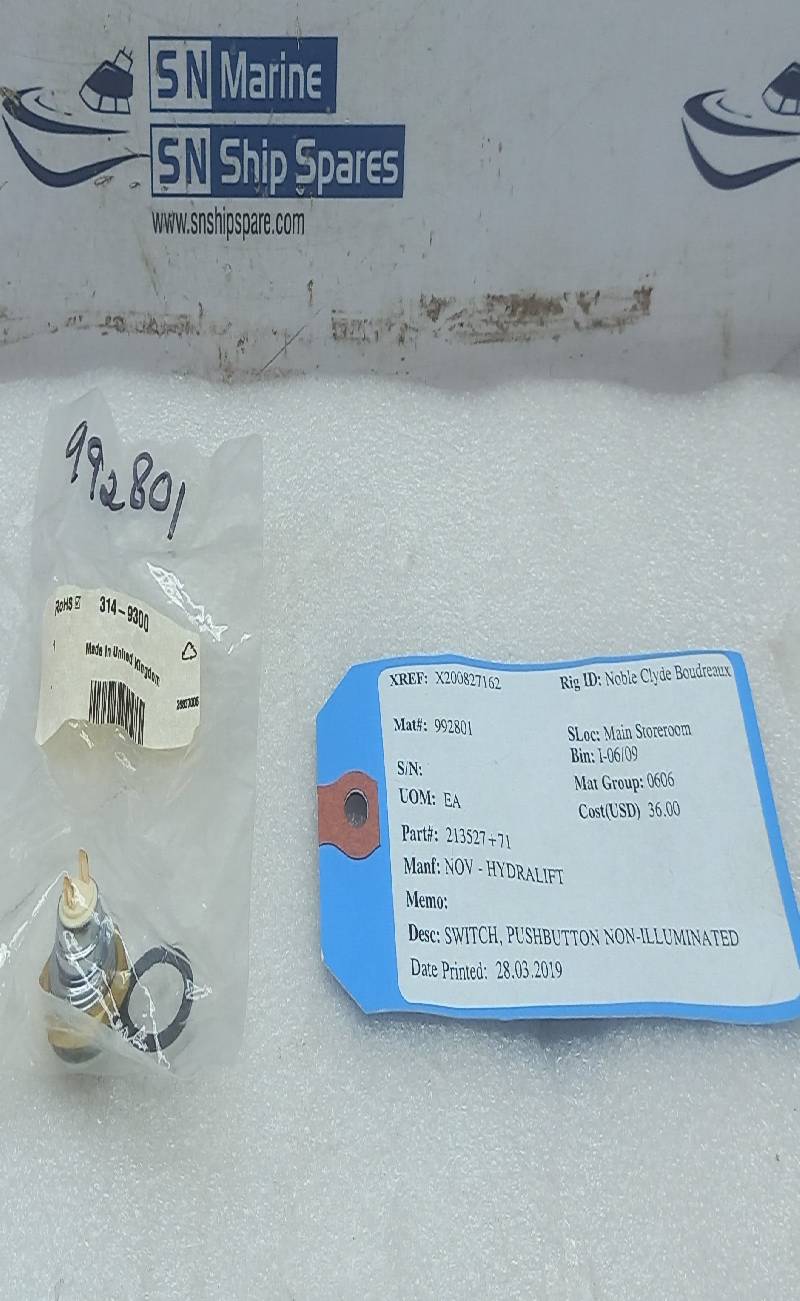 SN Marine
SN Ship Spares
www.snshipspare.com
992801
RoHS 314-9300
Made in United Kingdom
XREF: X200827162
Rig ID: Noble Clyde Boudreaux
Mat#: 992801
SLoc: Main Storeroom
Bin: 1-06/09
S/N:
Mat Group: 0606
UOM: EA
Cost(USD) 36.00
Part#: 213527+71
Manf: NOV - HYDRALIFT
Memo:
Desc: SWITCH, PUSHBUTTON NON-ILLUMINATED
Date Printed: 28.03.2019